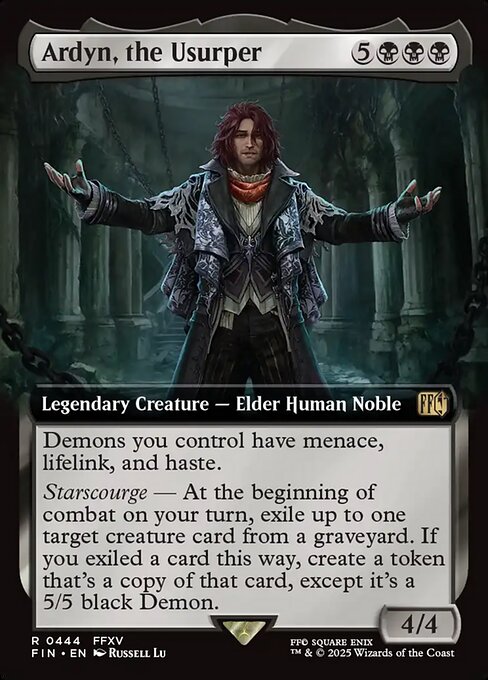 Ardyn, the Usurper 5
Legendary Creature — Elder Human Noble
Demons you control have menace,
lifelink, and haste.
Starscourge — At the beginning of
combat on your turn, exile up to one
target creature card from a graveyard. If
you exiled a card this way, create a token
that's a copy of that card, except it's a
5/5 black Demon.
4/4
R 0444 FFXV
FIN • EN Russell Lu
FF© SQUARE ENIX
™ & © 2025 Wizards of the Coast